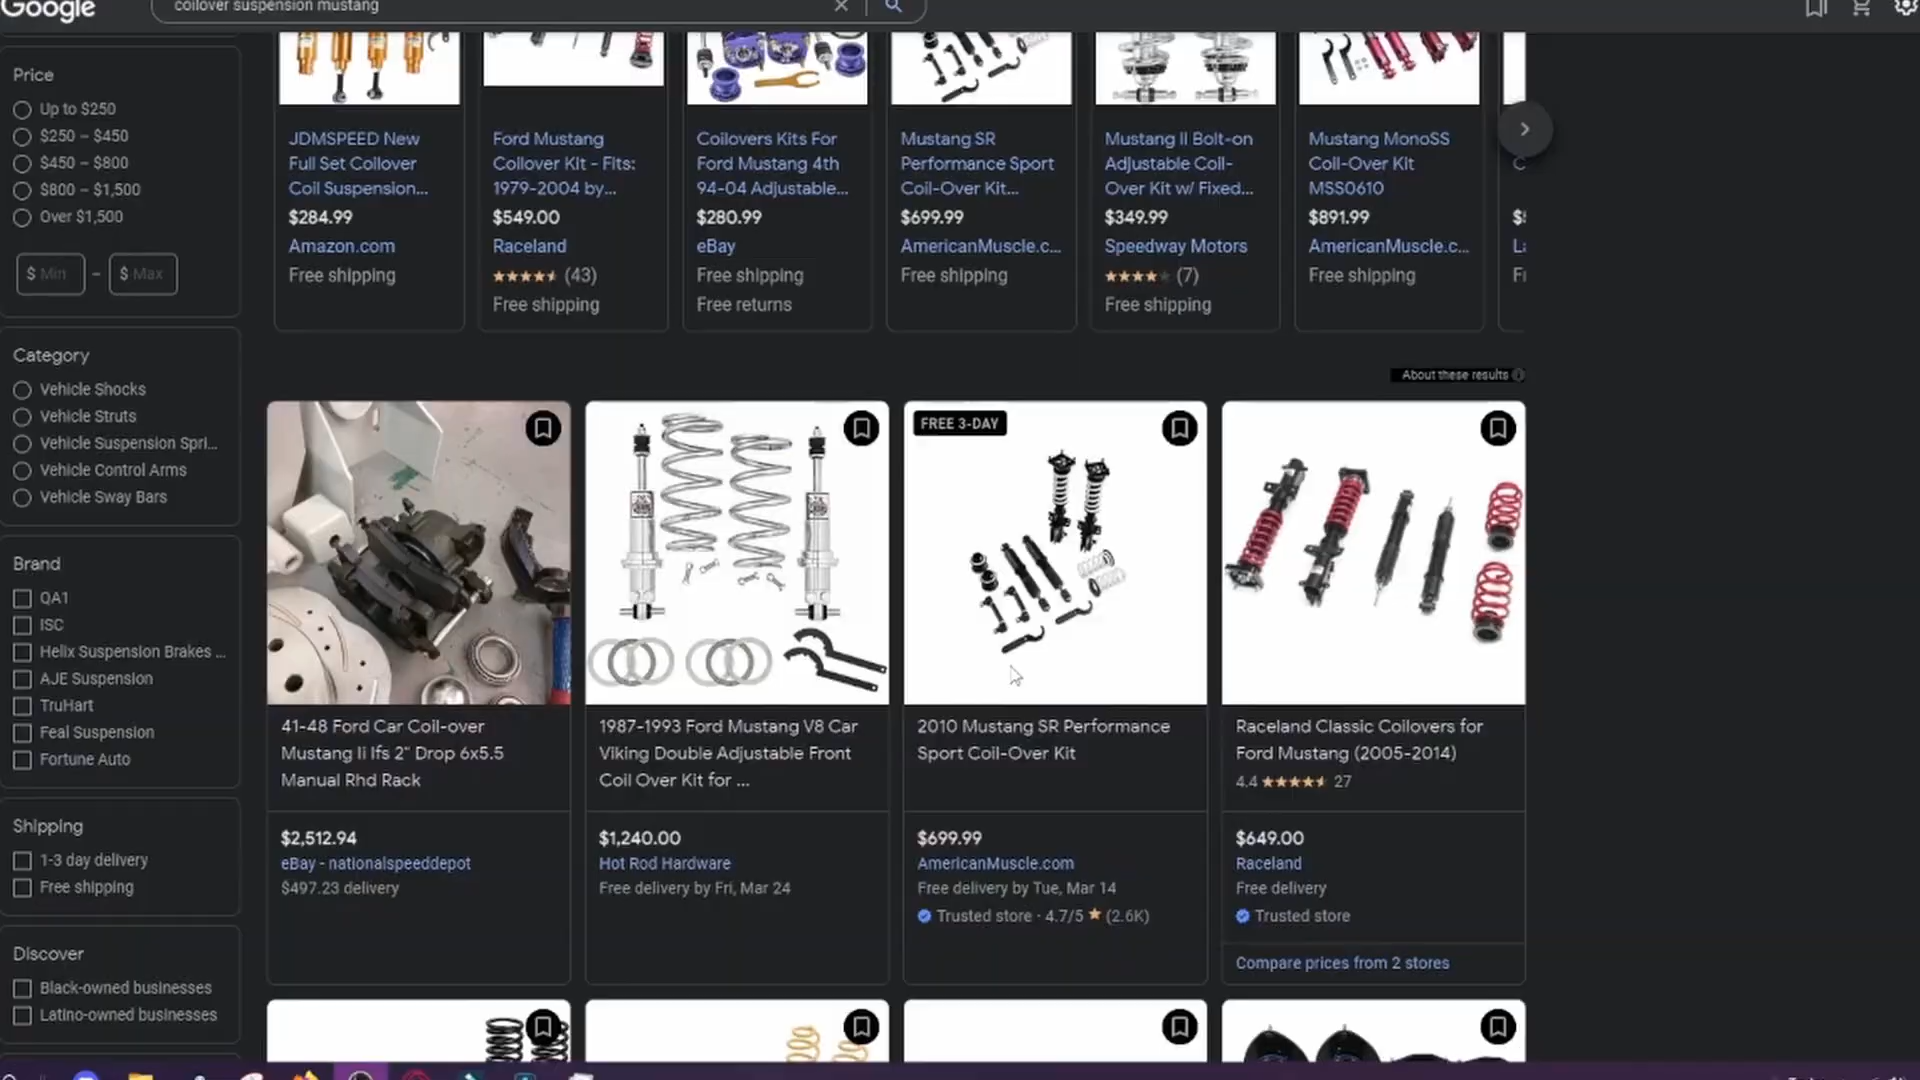 Google
coilover suspension mustang
Price
Up to $250
$250 – $450
$450 – $800
$800 – $1,500
Over $1,500
$ Min – $ Max
Category
Vehicle Shocks
Vehicle Struts
Vehicle Suspension Spri...
Vehicle Control Arms
Vehicle Sway Bars
Brand
QA1
ISC
Helix Suspension Brakes ...
AJE Suspension
TruHart
Feal Suspension
Fortune Auto
Shipping
1-3 day delivery
Free shipping
Discover
Black-owned businesses
Latino-owned businesses
JDMSPEED New
Full Set Coilover
Coil Suspension...
$284.99
Amazon.com
Free shipping
Ford Mustang
Coilover Kit - Fits:
1979-2004 by...
$549.00
Raceland
(43)
Free shipping
Coilovers Kits For
Ford Mustang 4th
94-04 Adjustable...
$280.99
eBay
Free shipping
Free returns
Mustang SR
Performance Sport
Coil-Over Kit...
$699.99
AmericanMuscle.c...
Free shipping
Mustang II Bolt-on
Adjustable Coil-
Over Kit w/ Fixed...
$349.99
Speedway Motors
(7)
Free shipping
Mustang MonoSS
Coil-Over Kit
MSS0610
$891.99
AmericanMuscle.c...
Free shipping
About these results
41-48 Ford Car Coil-over
Mustang Ii Ifs 2" Drop 6x5.5
Manual Rhd Rack
$2,512.94
eBay - nationalspeeddepot
$497.23 delivery
1987-1993 Ford Mustang V8 Car
Viking Double Adjustable Front
Coil Over Kit for ...
$1,240.00
Hot Rod Hardware
Free delivery by Fri, Mar 24
FREE 3-DAY
2010 Mustang SR Performance
Sport Coil-Over Kit
$699.99
AmericanMuscle.com
Free delivery by Tue, Mar 14
Trusted store · 4.7/5 ★ (2.6K)
Raceland Classic Coilovers for
Ford Mustang (2005-2014)
4.4 27
$649.00
Raceland
Free delivery
Trusted store
Compare prices from 2 stores